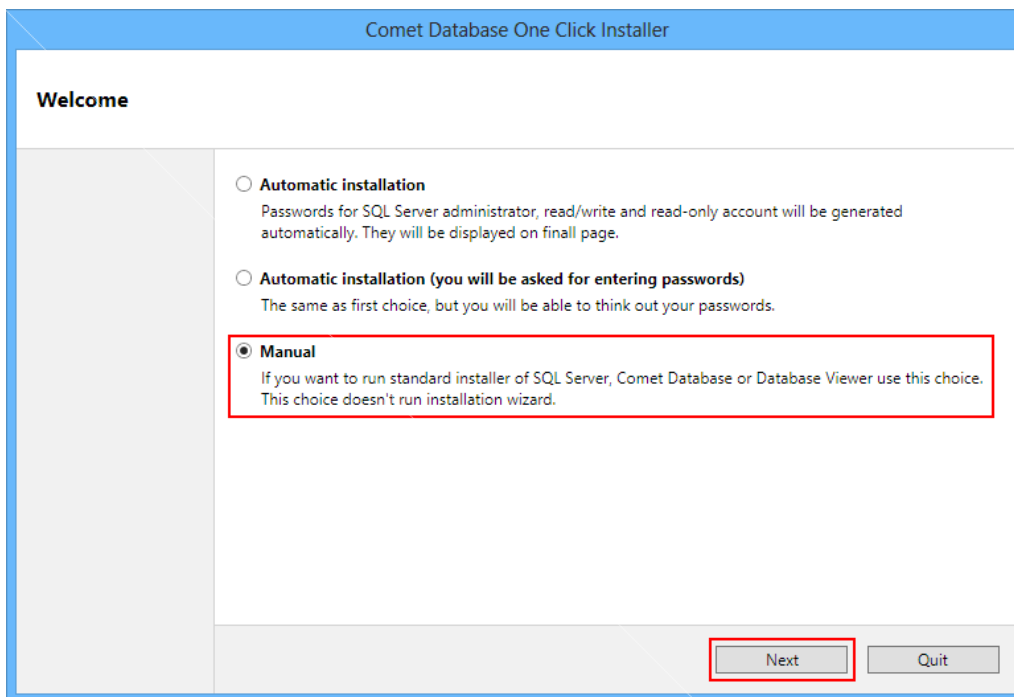 Comet Database One Click Installer
Welcome
Automatic installation
Passwords for SQL Server administrator, read/write and read-only account will be generated
automatically. They will be displayed on finall page.
Automatic installation (you will be asked for entering passwords)
The same as first choice, but you will be able to think out your passwords.
Manual
If you want to run standard installer of SQL Server, Comet Database or Database Viewer use this choice.
This choice doesn't run installation wizard.
Next
Quit